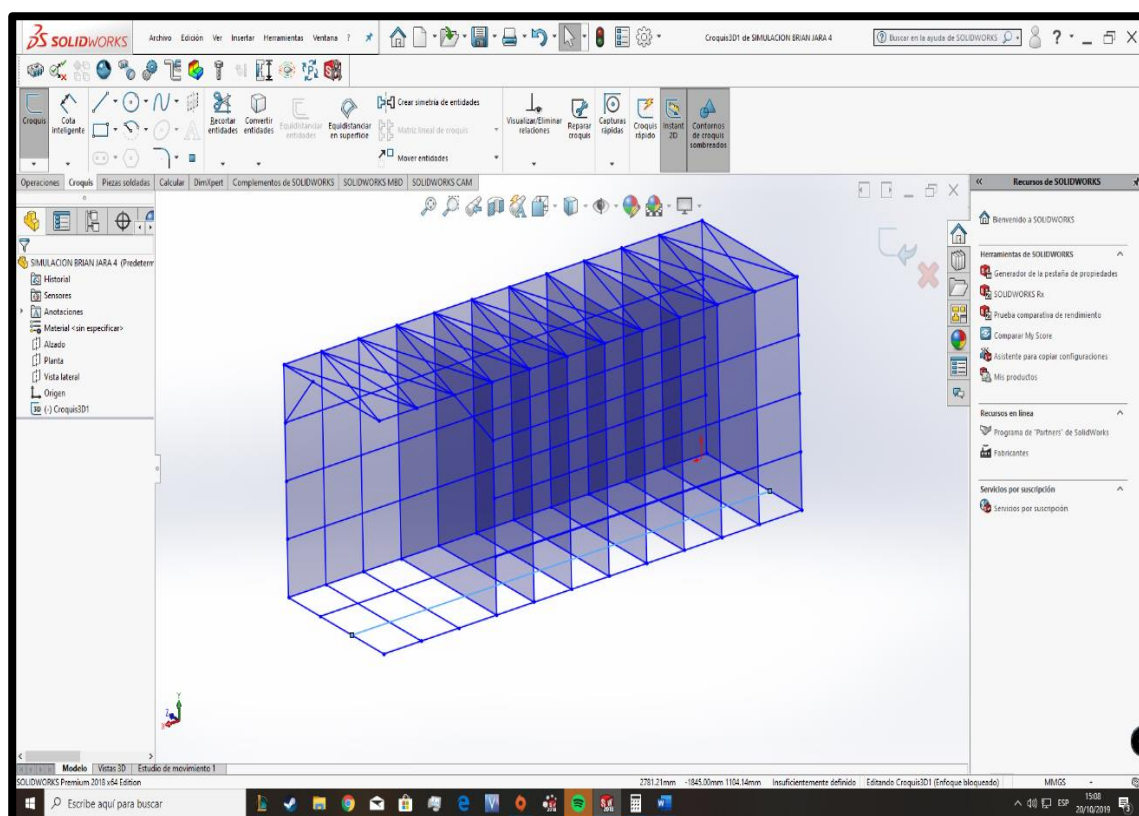 SOLIDWORKS
Archivo Edición Ver Insertar Herramientas Ventana ?
Croquis3D1 de SIMULACION BRIAN JARA 4
Buscar en la ayuda de SOLIDWORKS
Croquis
Cota inteligente
Recortar entidades
Convertir entidades
Equidistanciar entidades
Equidistanciar en superficie
Crear simetría de entidades
Matriz lineal de croquis
Mover entidades
Visualizar/Eliminar relaciones
Reparar croquis
Capturas rápidas
Croquis rápido
Instant 2D
Contornos de croquis sombreados
Operaciones Croquis Piezas soldadas Calcular DimXpert Complementos de SOLIDWORKS SOLIDWORKS MBD SOLIDWORKS CAM
SIMULACION BRIAN JARA 4 (Predeterm
Historial
Sensores
Anotaciones
Material <sin especificar>
Alzado
Planta
Vista lateral
Origen
3D (-) Croquis3D1
Recursos de SOLIDWORKS
Bienvenido a SOLIDWORKS
Herramientas de SOLIDWORKS
Generador de la pestaña de propiedades
SOLIDWORKS Rx
Prueba comparativa de rendimiento
Comparar My Score
Asistente para copiar configuraciones
Mis productos
Recursos en línea
Programa de "Partners" de SolidWorks
Fabricantes
Servicios por suscripción
Servicios por suscripción
Modelo Vistas 3D Estudio de movimiento 1
SOLIDWORKS Premium 2018 x64 Edition
2781.21mm -1845.00mm 1104.14mm Insuficientemente definido Editando Croquis3D1 (Enfoque bloqueado) MMGS -
Escribe aquí para buscar
ESP
15:08
20/10/2019